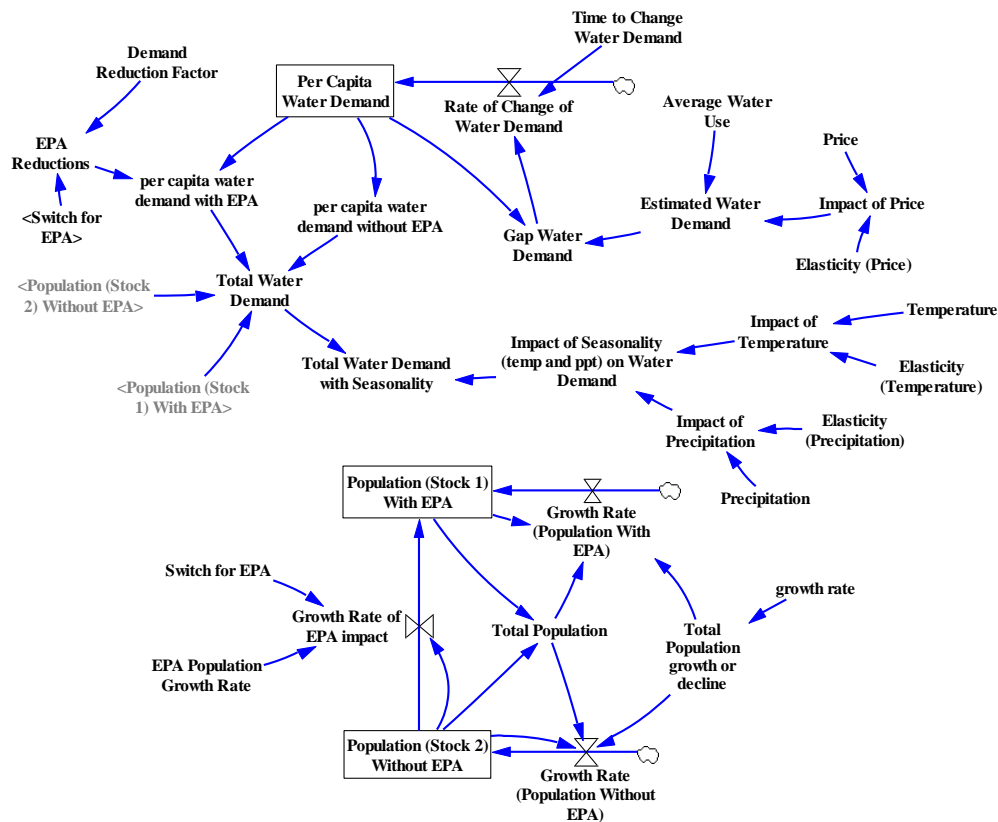 Time to Change
Water Demand
Demand
Reduction Factor
Per Capita
Water Demand
Rate of Change of
Water Demand
Average Water
Use
EPA
Reductions
Price
per capita water
demand with EPA
<Switch for
EPA>
per capita water
demand without EPA
Estimated Water
Demand
Impact of Price
Gap Water
Demand
Elasticity (Price)
<Population (Stock
2) Without EPA>
Total Water
Demand
Temperature
Impact of
Temperature
Impact of Seasonality
(temp and ppt) on Water
Demand
Total Water Demand
with Seasonality
Elasticity
(Temperature)
<Population (Stock
1) With EPA>
Impact of
Precipitation
Elasticity
(Precipitation)
Precipitation
Population (Stock 1)
With EPA
Growth Rate
(Population With
EPA)
Switch for EPA
growth rate
Growth Rate of
EPA impact
Total Population
Total
Population
growth or
decline
EPA Population
Growth Rate
Population (Stock 2)
Without EPA
Growth Rate
(Population Without
EPA)